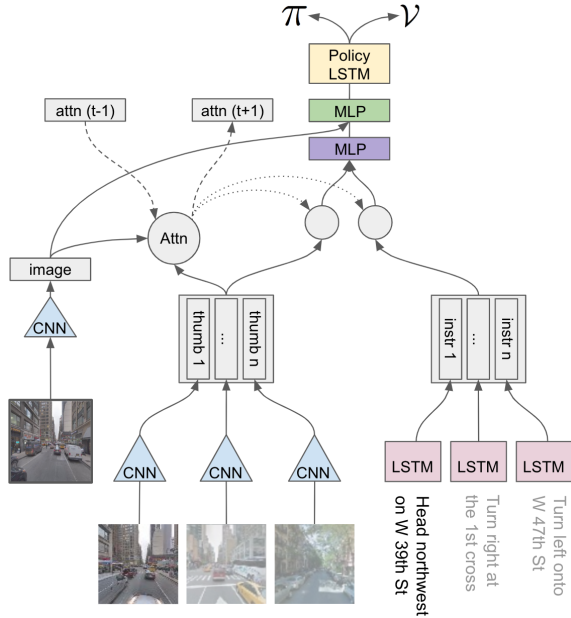 π
𝒱
Policy
LSTM
attn (t-1)
attn (t+1)
MLP
MLP
Attn
image
CNN
thumb 1
...
thumb n
instr 1
...
instr n
CNN
CNN
CNN
LSTM
LSTM
LSTM
Head northwest
on W 39th St
Turn right at
the 1st cross
Turn left onto
W 47th St